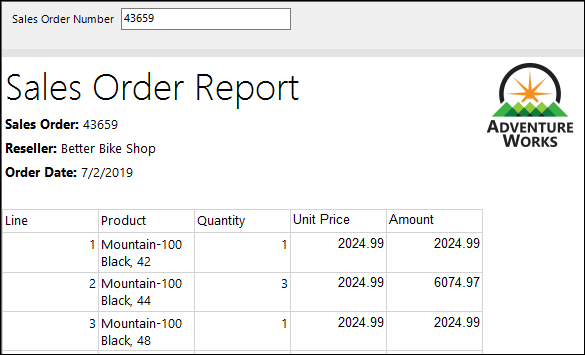 Sales Order Number 43659
Sales Order Report
ADVENTURE
WORKS
Sales Order: 43659
Reseller: Better Bike Shop
Order Date: 7/2/2019
Line Product Quantity Unit Price Amount
1 Mountain-100 1 2024.99 2024.99
Black, 42
2 Mountain-100 3 2024.99 6074.97
Black, 44
3 Mountain-100 1 2024.99 2024.99
Black, 48